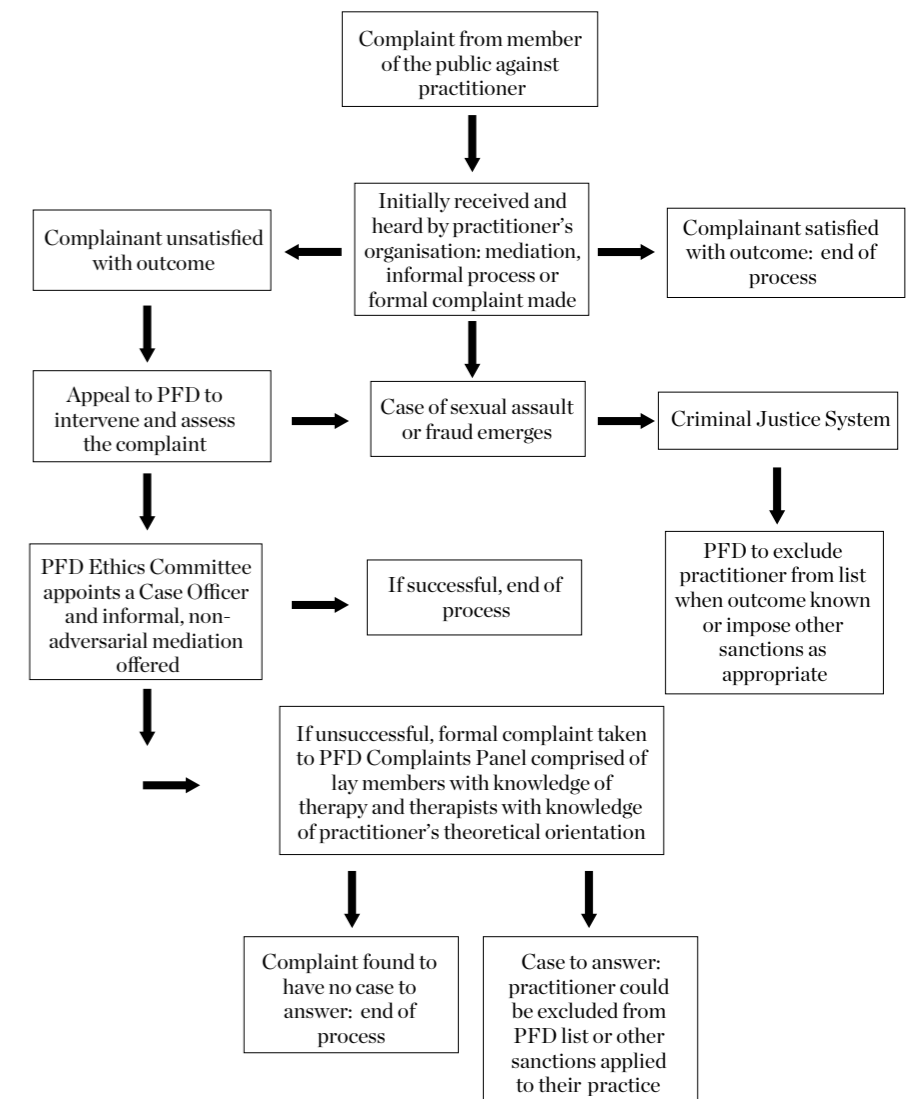 Complaint from member
of the public against
practitioner
Initially received and
heard by practitioner’s
organisation: mediation,
informal process or
formal complaint made
Complainant unsatisfied
with outcome
Complainant satisfied
with outcome: end of
process
Appeal to PFD to
intervene and assess
the complaint
Case of sexual assault
or fraud emerges
Criminal Justice System
PFD Ethics Committee
appoints a Case Officer
and informal, non-
adversarial mediation
offered
If successful, end of
process
PFD to exclude
practitioner from list
when outcome known
or impose other
sanctions as
appropriate
If unsuccessful, formal complaint taken
to PFD Complaints Panel comprised of
lay members with knowledge of
therapy and therapists with knowledge
of practitioner’s theoretical orientation
Complaint found to
have no case to
answer: end of
process
Case to answer:
practitioner could
be excluded from
PFD list or other
sanctions applied
to their practice